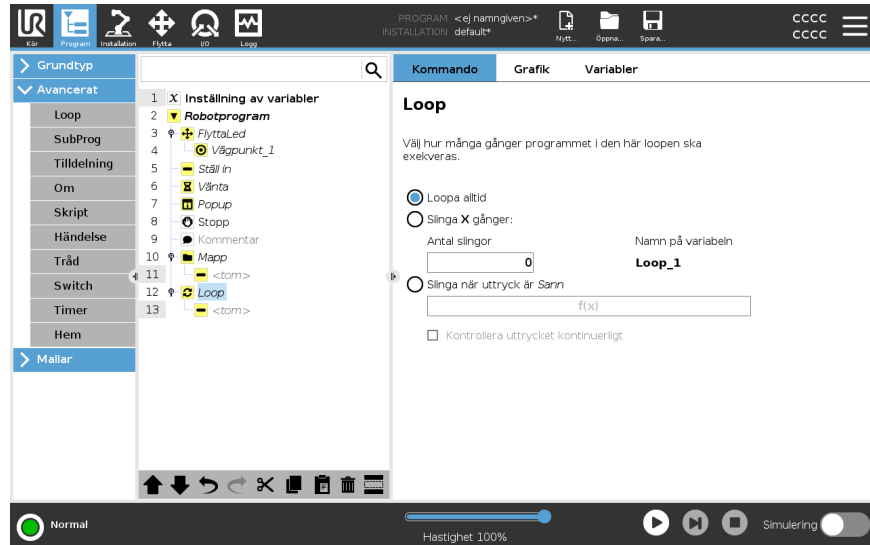 PROGRAM <ej namngiven>*
INSTALLATION default*
Kör
Program
Installation
Flytta
I/O
Logg
Nytt...
Öppna...
Spara...
cccc
cccc
Grundtyp
Avancerat
Loop
SubProg
Tilldelning
Om
Skript
Händelse
Tråd
Switch
Timer
Hem
Mallar
1 X Inställning av variabler
2 Robotprogram
3 FlyttaLed
4 Vägpunkt_1
5 Ställ in
6 Vänta
7 Popup
8 Stopp
9 Kommentar
10 Mapp
11 <tom>
12 Loop
13 <tom>
Kommando Grafik Variabler
Loop
Välj hur många gånger programmet i den här loopen ska
exekveras.
Loopa alltid
Slinga X gånger:
Antal slingor Namn på variabeln
0 Loop_1
Slinga när uttryck är Sann
f(x)
Kontrollera uttrycket kontinuerligt
Normal
Hastighet 100%
Simulering